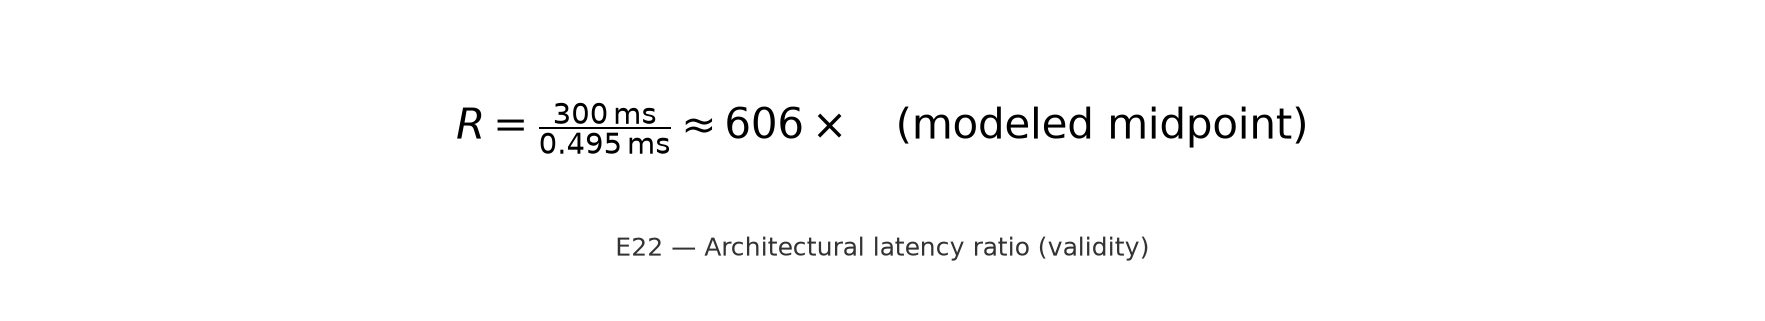 R = 300 ms / 0.495 ms ≈ 606 × (modeled midpoint)
E22 — Architectural latency ratio (validity)